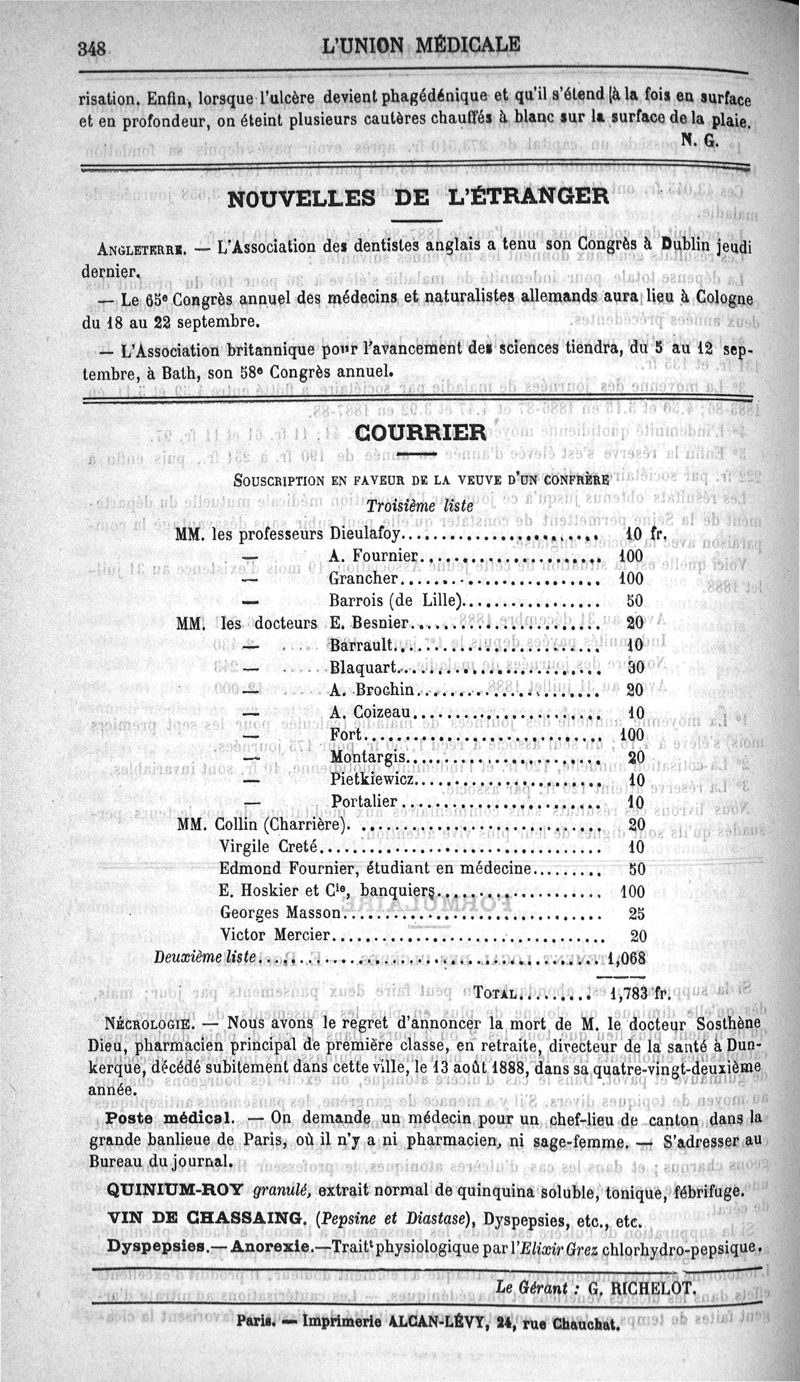 348 L'UNION MÉDICALE
risation. Enfin, lorsque l'ulcère devient phagédénique et qu'il s'étend à la fois en surface
et en profondeur, on éteint plusieurs cautères chauffés à blanc sur la surface de la plaie.
N. G.
NOUVELLES DE L'ÉTRANGER
ANGLETERRE. — L'Association des dentistes anglais a tenu son Congrès à Dublin jeudi
dernier.
— Le 65e Congrès annuel des médecins et naturalistes allemands aura lieu à Cologne
du 18 au 22 septembre.
— L'Association britannique pour l'avancement des sciences tiendra, du 5 au 12 sep-
tembre, à Bath, son 58e Congrès annuel.
COURRIER
SOUSCRIPTION EN FAVEUR DE LA VEUVE D'UN CONFRÈRE
Troisième liste
MM. les professeurs Dieulafoy........................ 10 fr.
— A. Fournier........................ 100
— Grancher........................ 100
— Barrois (de Lille).................. 50
MM. les docteurs E. Besnier........................ 20
— Barrault........................ 10
— Blaquart........................ 30
— A. Brochin........................ 20
— A. Coizeau........................ 10
— Fort........................ 100
— Montargis........................ 20
— Pietkiewicz........................ 10
— Portalier........................ 10
MM. Collin (Charrière). ........................ 20
Virgile Creté........................ 10
Edmond Fournier, étudiant en médecine......... 50
E. Hoskier et Cie, banquiers.................... 100
Georges Masson........................ 25
Victor Mercier........................ 20
Deuxième liste........................ 1,068
TOTAL......... 1,783 fr.
NÉCROLOGIE. — Nous avons le regret d'annoncer la mort de M. le docteur Sosthène
Dieu, pharmacien principal de première classe, en retraite, directeur de la santé à Dun-
kerque, décédé subitement dans cette ville, le 13 août 1888, dans sa quatre-vingt-deuxième
année.
Poste médical. — On demande un médecin pour un chef-lieu de canton dans la
grande banlieue de Paris, où il n'y a ni pharmacien, ni sage-femme. — S'adresser au
Bureau du journal.
QUINIUM-ROY granulé, extrait normal de quinquina soluble, tonique, fébrifuge.
VIN DE CHASSAING. (Pepsine et Diastase), Dyspepsies, etc., etc.
Dyspepsies.—Anorexie.—Trait t physiologique par l'Elixir Grez chlorhydro-pepsique.
Le Gérant : G. RICHELOT.
Paris. — Imprimerie ALCAN-LÉVY, 24, rue Chauchat.